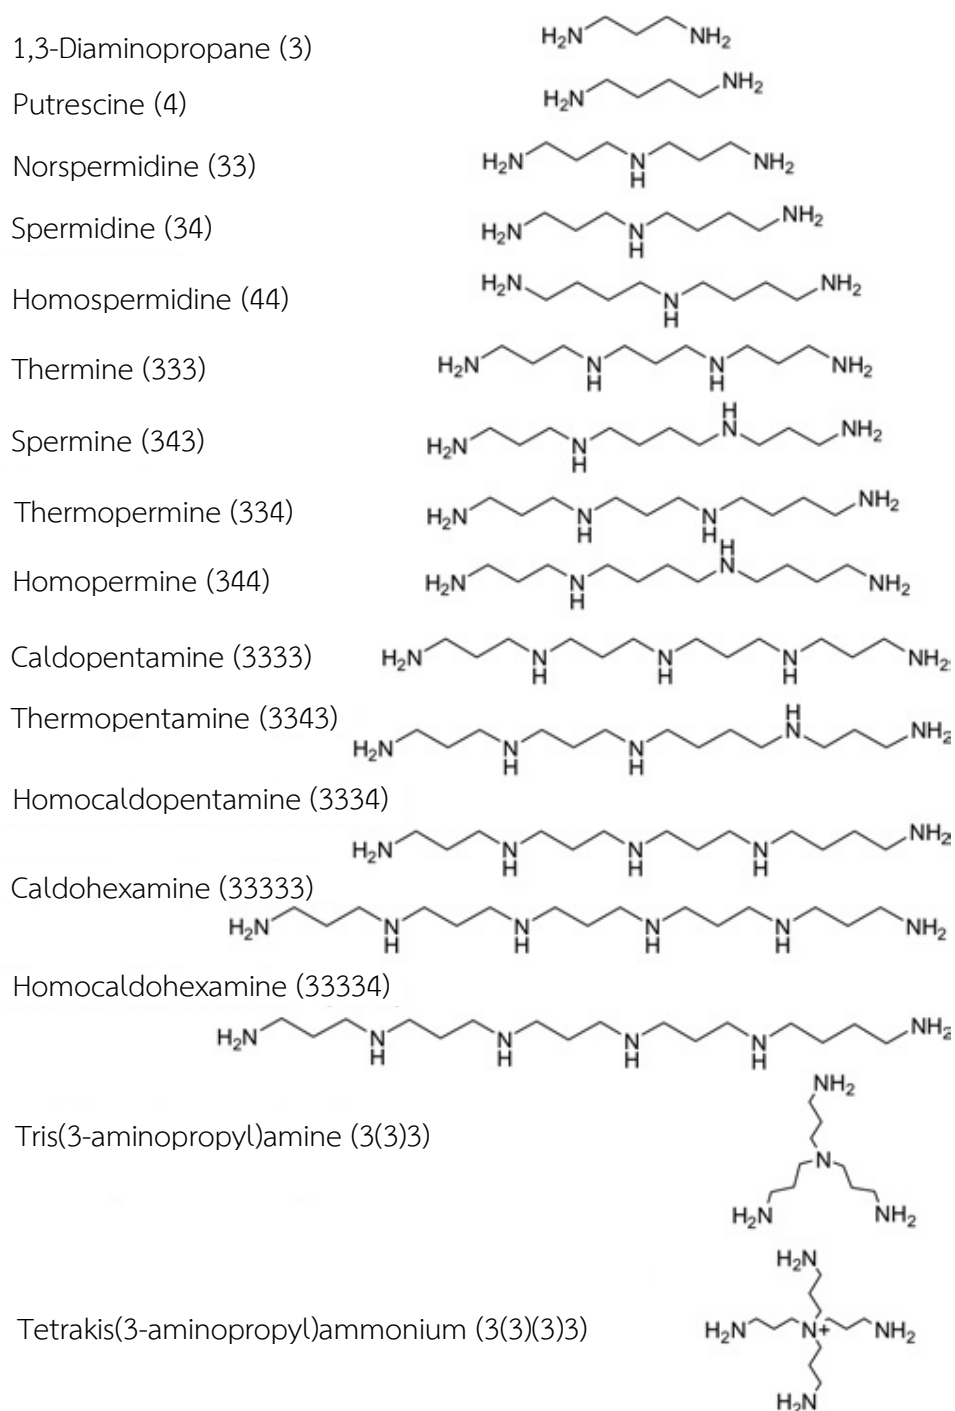 1,3-Diaminopropane (3)
H₂N NH₂
Putrescine (4)
H₂N NH₂
Norspermidine (33)
H₂N N H NH₂
Spermidine (34)
H₂N N H NH₂
Homospermidine (44)
H₂N N H NH₂
Thermine (333)
H₂N N H N H NH₂
Spermine (343)
H₂N N H H N NH₂
Thermopermine (334)
H₂N N H N H NH₂
Homopermine (344)
H₂N N H H N NH₂
Caldopentamine (3333)
H₂N N H N H N H NH₂
Thermopentamine (3343)
H₂N N H N H H N NH₂
Homocaldopentamine (3334)
H₂N N H N H N H NH₂
Caldohexamine (33333)
H₂N N H N H N H N H NH₂
Homocaldohexamine (33334)
H₂N N H N H N H N H NH₂
Tris(3-aminopropyl)amine (3(3)3)
NH₂
N
H₂N NH₂
Tetrakis(3-aminopropyl)ammonium (3(3)(3)3)
H₂N
H₂N N+ NH₂
H₂N